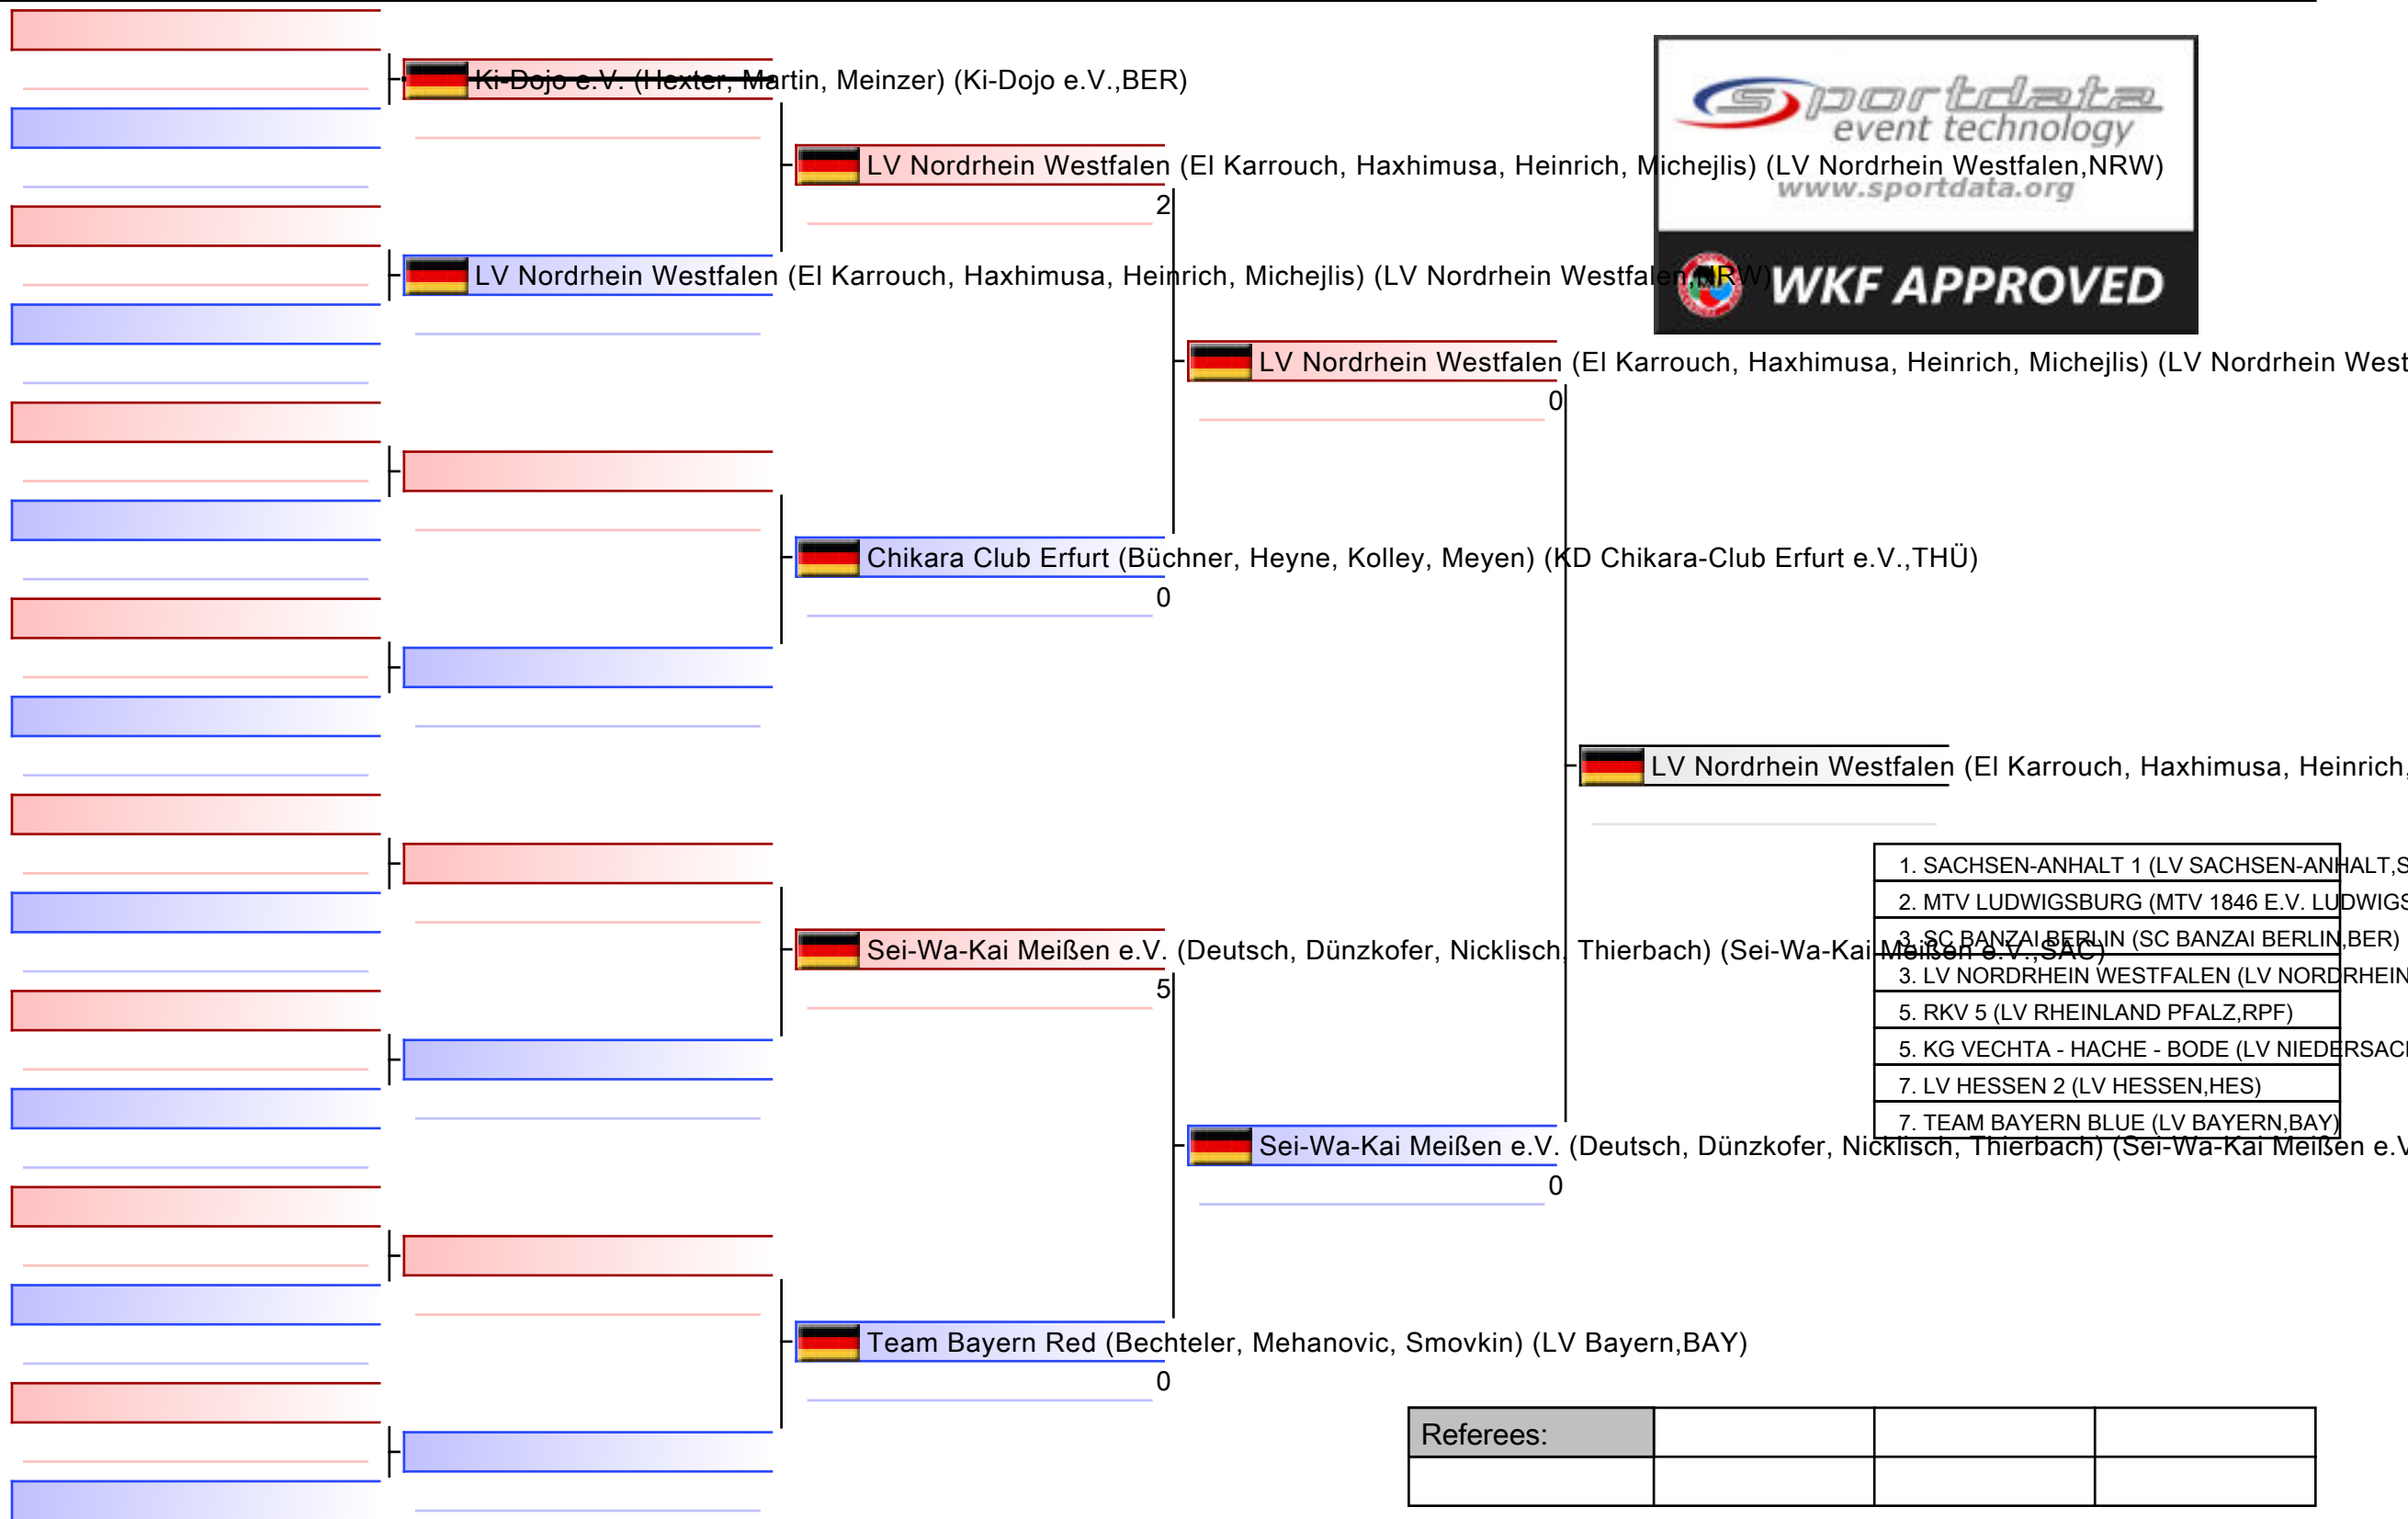 Ki-Dojo e.V. (Hexter, Martin, Meinzer) (Ki-Dojo e.V.,BER)
sportdata
event technology
www.sportdata.org
LV Nordrhein Westfalen (El Karrouch, Haxhimusa, Heinrich, Michejlis) (LV Nordrhein Westfalen,NRW)
2
LV Nordrhein Westfalen (El Karrouch, Haxhimusa, Heinrich, Michejlis) (LV Nordrhein Westfalen,NRW)
WKF APPROVED
LV Nordrhein Westfalen (El Karrouch, Haxhimusa, Heinrich, Michejlis) (LV Nordrhein West
0
Chikara Club Erfurt (Büchner, Heyne, Kolley, Meyen) (KD Chikara-Club Erfurt e.V.,THÜ)
0
LV Nordrhein Westfalen (El Karrouch, Haxhimusa, Heinrich,
1. SACHSEN-ANHALT 1 (LV SACHSEN-ANHALT,S
2. MTV LUDWIGSBURG (MTV 1846 E.V. LUDWIGS
3. SC BANZAI BERLIN (SC BANZAI BERLIN,BER)
Sei-Wa-Kai Meißen e.V. (Deutsch, Dünzkofer, Nicklisch, Thierbach) (Sei-Wa-Kai Meißen e.V.,SAC)
3. LV NORDRHEIN WESTFALEN (LV NORDRHEIN
5
5. RKV 5 (LV RHEINLAND PFALZ,RPF)
5. KG VECHTA - HACHE - BODE (LV NIEDERSACH
7. LV HESSEN 2 (LV HESSEN,HES)
7. TEAM BAYERN BLUE (LV BAYERN,BAY)
Sei-Wa-Kai Meißen e.V. (Deutsch, Dünzkofer, Nicklisch, Thierbach) (Sei-Wa-Kai Meißen e.V
0
Team Bayern Red (Bechteler, Mehanovic, Smovkin) (LV Bayern,BAY)
0
Referees: